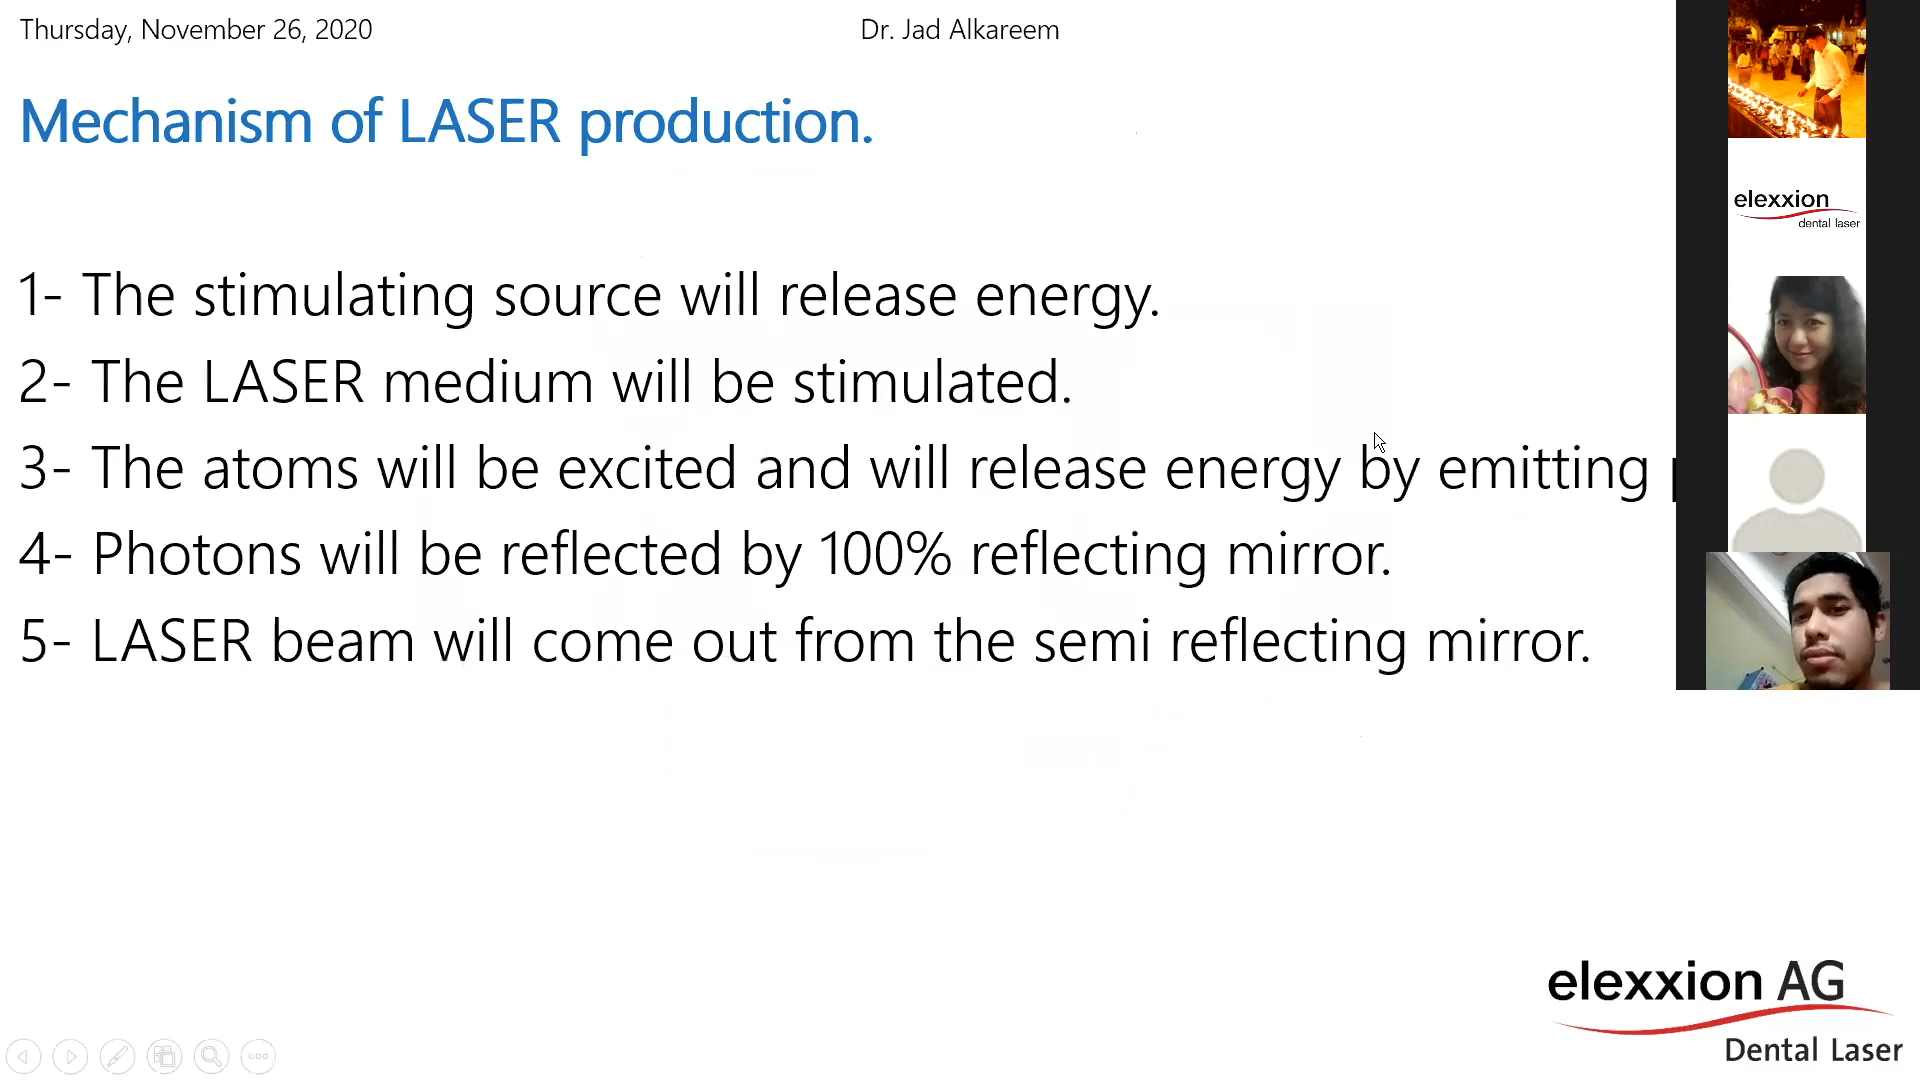 Thursday, November 26, 2020
Dr. Jad Alkareem
Mechanism of LASER production.
1- The stimulating source will release energy.
2- The LASER medium will be stimulated.
3- The atoms will be excited and will release energy by emitting
4- Photons will be reflected by 100% reflecting mirror.
5- LASER beam will come out from the semi reflecting mirror.
elexxion
dental laser
elexxion AG
Dental Laser